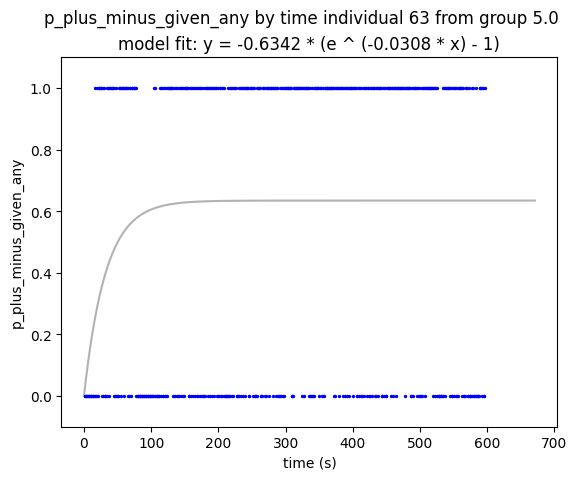 p_plus_minus_given_any by time individual 63 from group 5.0
model fit: y = -0.6342 * (e ^ (-0.0308 * x) - 1)
1.0
0.8
0.6
0.4
0.2
0.0
p_plus_minus_given_any
0 100 200 300 400 500 600 700
time (s)